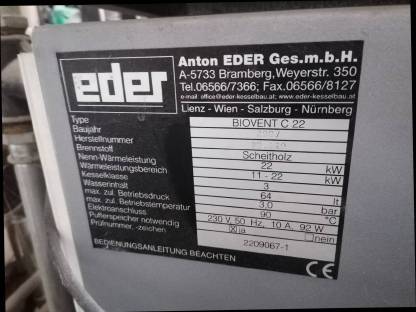 eder
Anton EDER Ges.m.b.H.
A-5733 Bramberg,Weyerstr. 350
Tel.06566/7366; Fax.06566/8127
e-mail office@eder-kesselbau.at; www.eder-kesselbau.at
Lienz - Wien - Salzburg - Nürnberg
Type BIOVENT C 22
Baujahr
Herstellnummer
Brennstoff Scheitholz
Nenn-Wärmeleistung 22 kW
Wärmeleistungsbereich 11 - 22 kW
Kesselklasse 3
Wasserinhalt 64 lt
max. zul. Betriebsdruck 3.0 bar
max. zul. Betriebstemperatur 90 °C
Elektroanschluss 230 V, 50 Hz, 10 A, 92 W
Pufferspeicher notwendig ☒ja ☐nein
Prüfnummer, -zeichen 2209067-1
BEDIENUNGSANLEITUNG BEACHTEN
CE